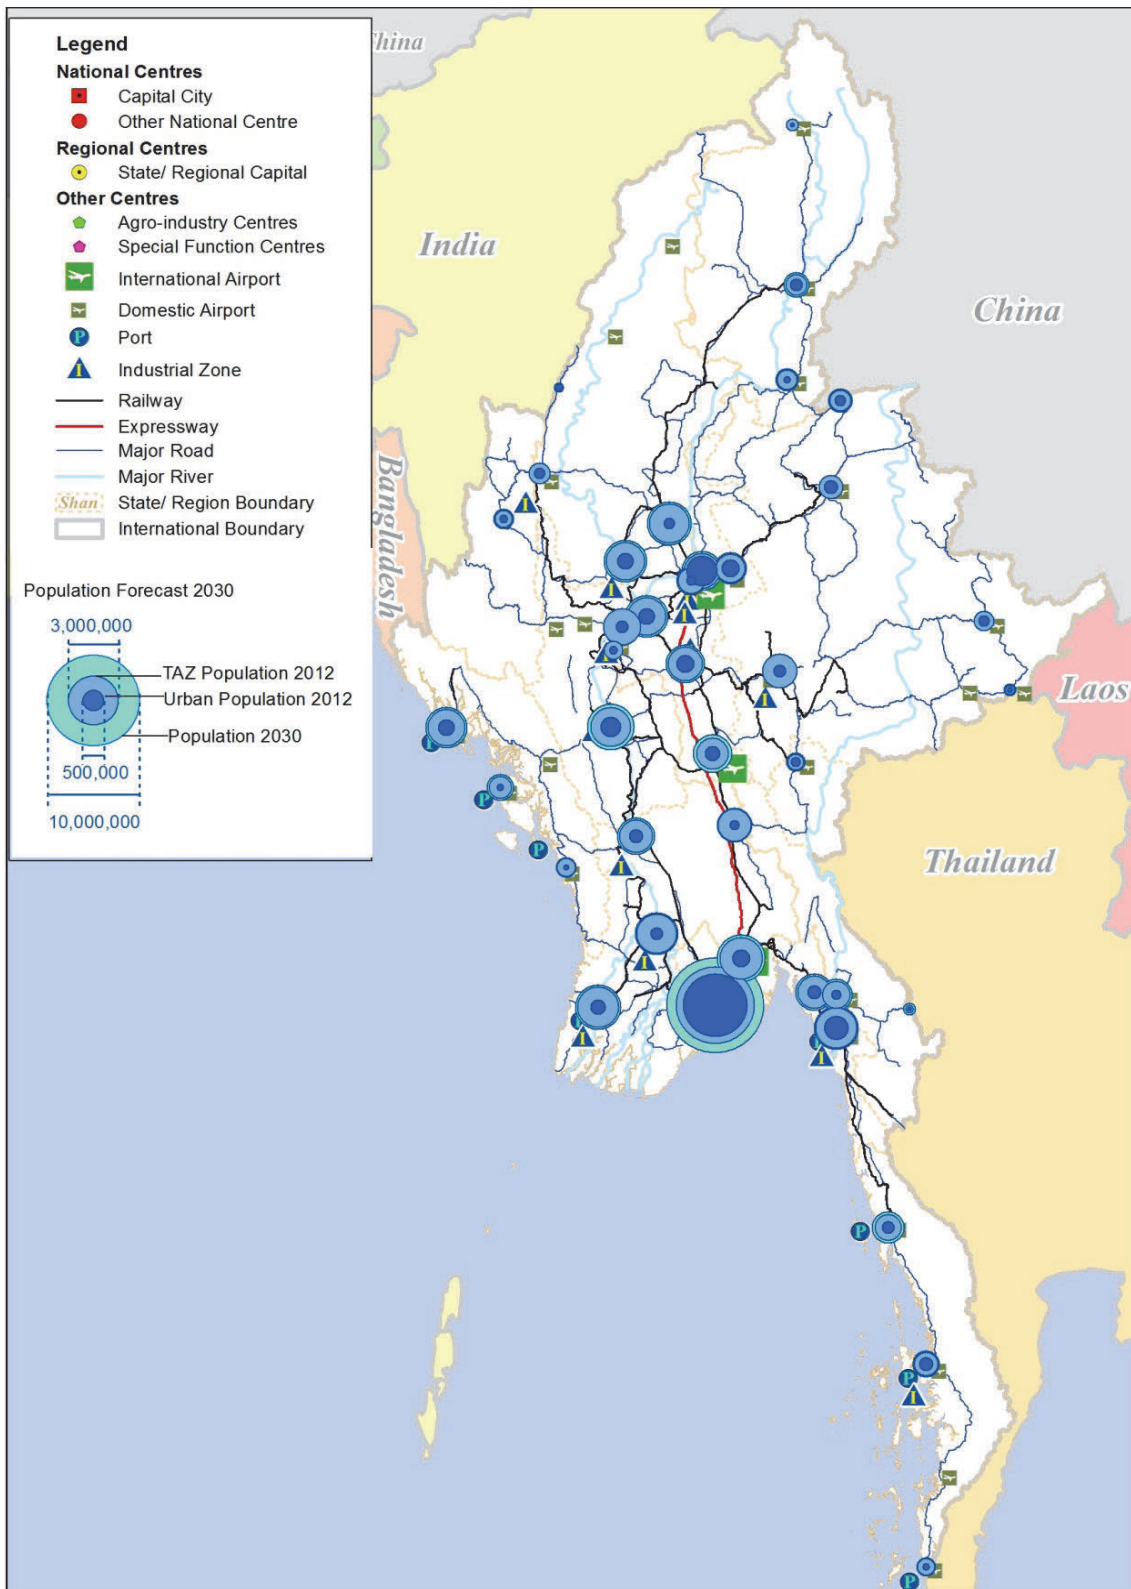 Legend
National Centres
Capital City
Other National Centre
Regional Centres
State/ Regional Capital
Other Centres
Agro-industry Centres
Special Function Centres
International Airport
Domestic Airport
P Port
I Industrial Zone
Railway
Expressway
Major Road
Major River
Shan State/ Region Boundary
International Boundary
Population Forecast 2030
3,000,000
TAZ Population 2012
Urban Population 2012
Population 2030
500,000
10,000,000
China
India
China
Bangladesh
Laos
Thailand
I
I
I
I
I
P
P
P
I
I
I
P
I
P
P
I
P